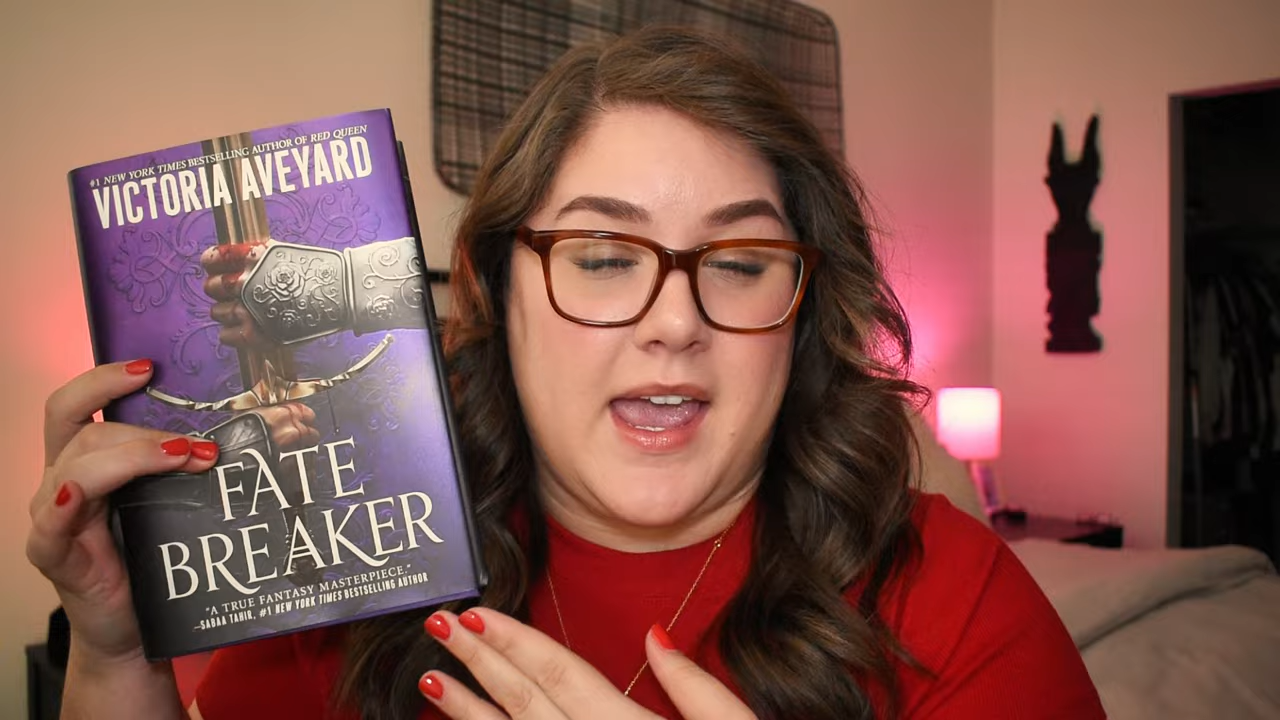 #1 NEW YORK TIMES BESTSELLING AUTHOR OF RED QUEEN
VICTORIA AVEYARD
FATE
BREAKER
"A TRUE FANTASY MASTERPIECE."
—SABAA TAHIR, #1 NEW YORK TIMES BESTSELLING AUTHOR